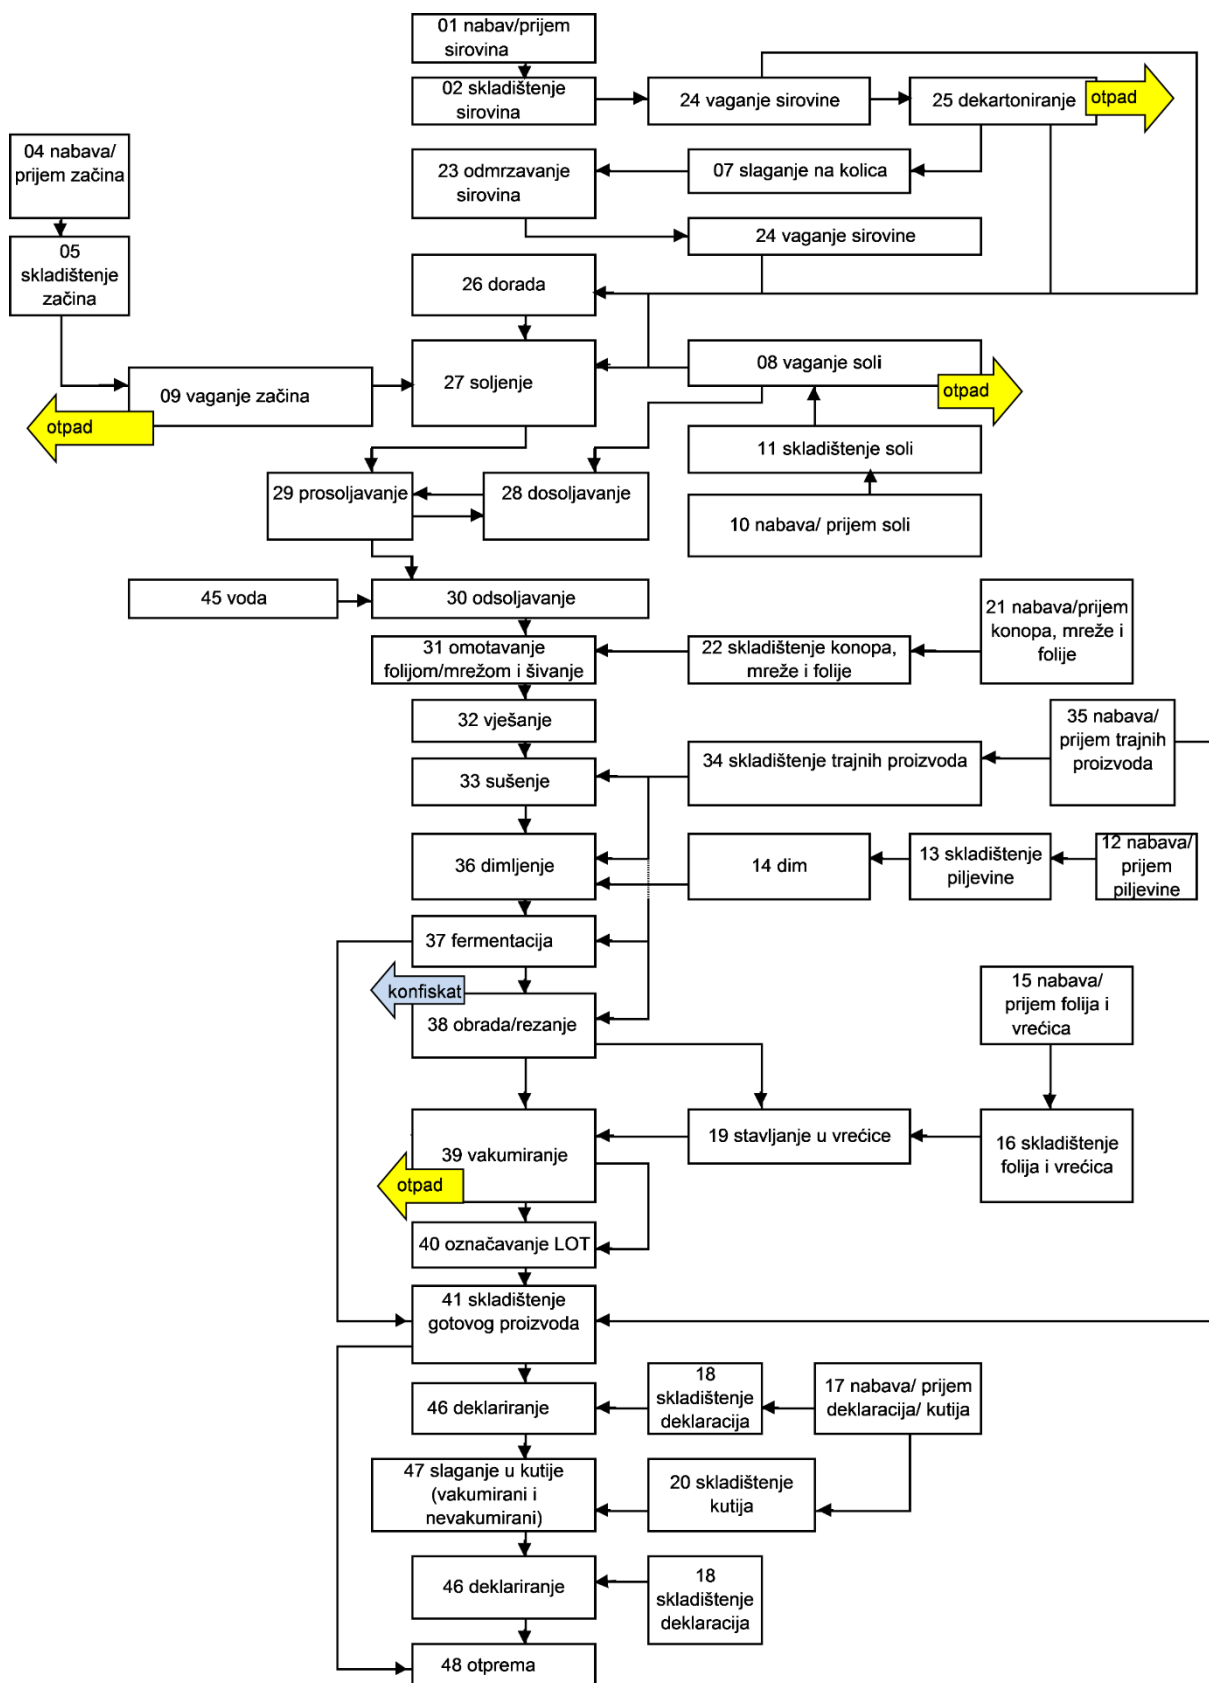 01 nabav/prijem
sirovina
02 skladištenje
sirovina
24 vaganje sirovine
25 dekartoniranje
otpad
04 nabava/
prijem začina
23 odmrzavanje
sirovina
07 slaganje na kolica
05
skladištenje
začina
24 vaganje sirovine
26 dorada
27 soljenje
08 vaganje soli
otpad
09 vaganje začina
otpad
11 skladištenje soli
29 prosoljavanje
28 dosoljavanje
10 nabava/ prijem soli
45 voda
30 odsoljavanje
21 nabava/prijem
konopa, mreže i
folije
31 omotavanje
folijom/mrežom i šivanje
22 skladištenje konopa,
mreže i folije
32 vješanje
35 nabava/
prijem trajnih
proizvoda
33 sušenje
34 skladištenje trajnih proizvoda
36 dimljenje
14 dim
13 skladištenje
piljevine
12 nabava/
prijem
piljevine
37 fermentacija
konfiskat
38 obrada/rezanje
15 nabava/
prijem folija i
vrećica
39 vakumiranje
otpad
19 stavljanje u vrećice
16 skladištenje
folija i vrećica
40 označavanje LOT
41 skladištenje
gotovog proizvoda
46 deklariranje
18
skladištenje
deklaracija
17 nabava/ prijem
deklaracija/ kutija
47 slaganje u kutije
(vakumirani i
nevakumirani)
20 skladištenje
kutija
46 deklariranje
18
skladištenje
deklaracija
48 otprema